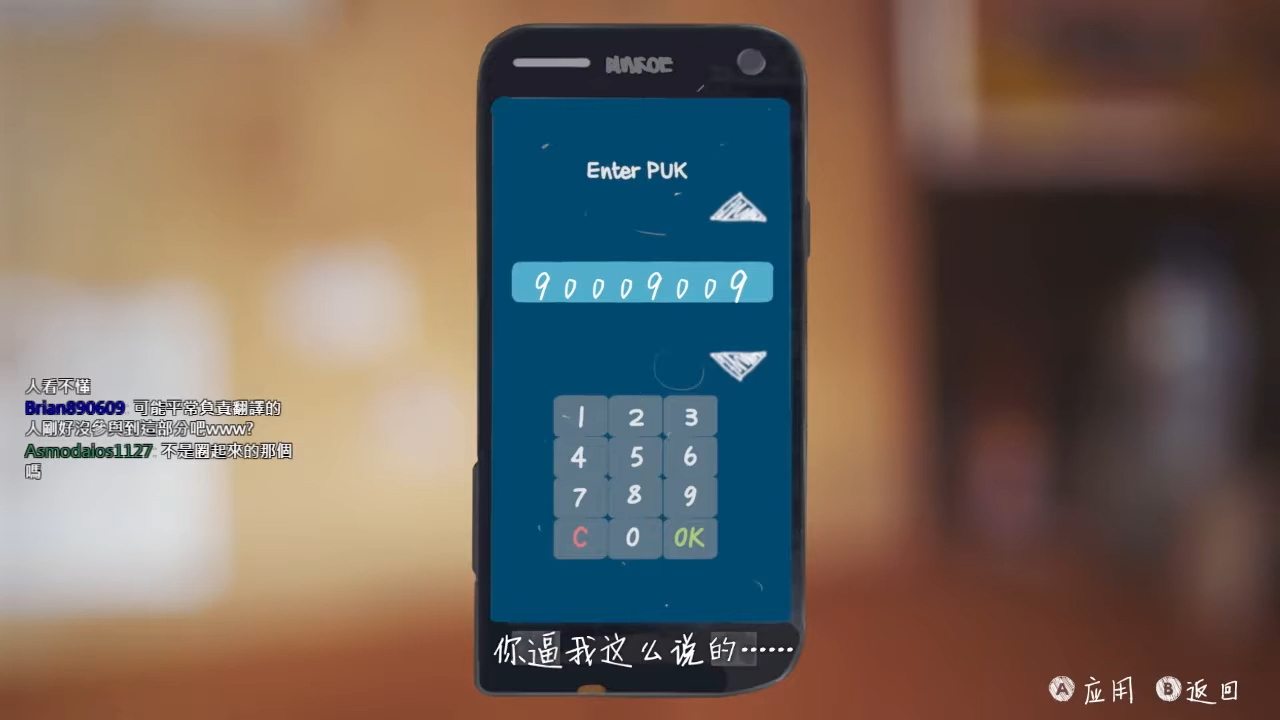 Enter PUK
90009009
1 2 3
4 5 6
7 8 9
C 0 OK
人看不懂
Brian890609: 可能平常負責翻譯的
人剛好沒參與到這部分吧www?
Asmodaios1127: 不是圈起來的那個
嗎
你逼我这么说的……
A 应用 B 返回